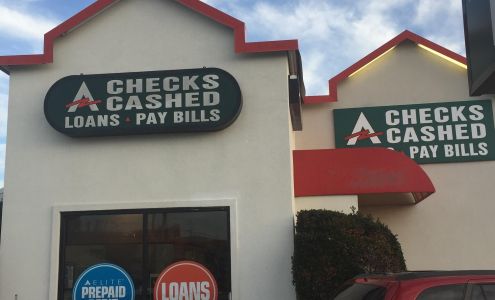 A CHECKS
CASHED
LOANS • PAY BILLS
A CHECKS
CASHED
• PAY BILLS
ELITE
PREPAID
LOANS